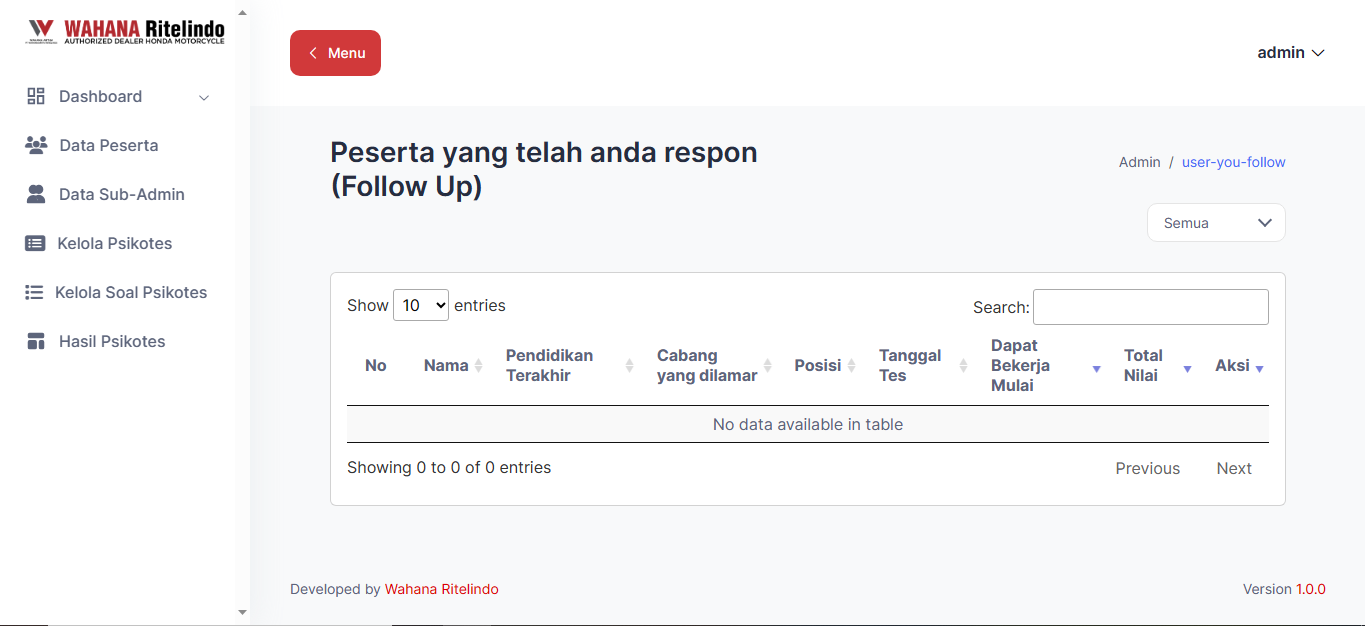 WAHANA Ritelindo
AUTHORIZED DEALER HONDA MOTORCYCLE
Dashboard
Data Peserta
Data Sub-Admin
Kelola Psikotes
Kelola Soal Psikotes
Hasil Psikotes
Menu
admin
Peserta yang telah anda respon
(Follow Up)
Admin / user-you-follow
Semua
Show 10 entries
Search:
No
Nama
Pendidikan
Terakhir
Cabang
yang dilamar
Posisi
Tanggal
Tes
Dapat
Bekerja
Mulai
Total
Nilai
Aksi
No data available in table
Showing 0 to 0 of 0 entries
Previous
Next
Developed by Wahana Ritelindo
Version 1.0.0